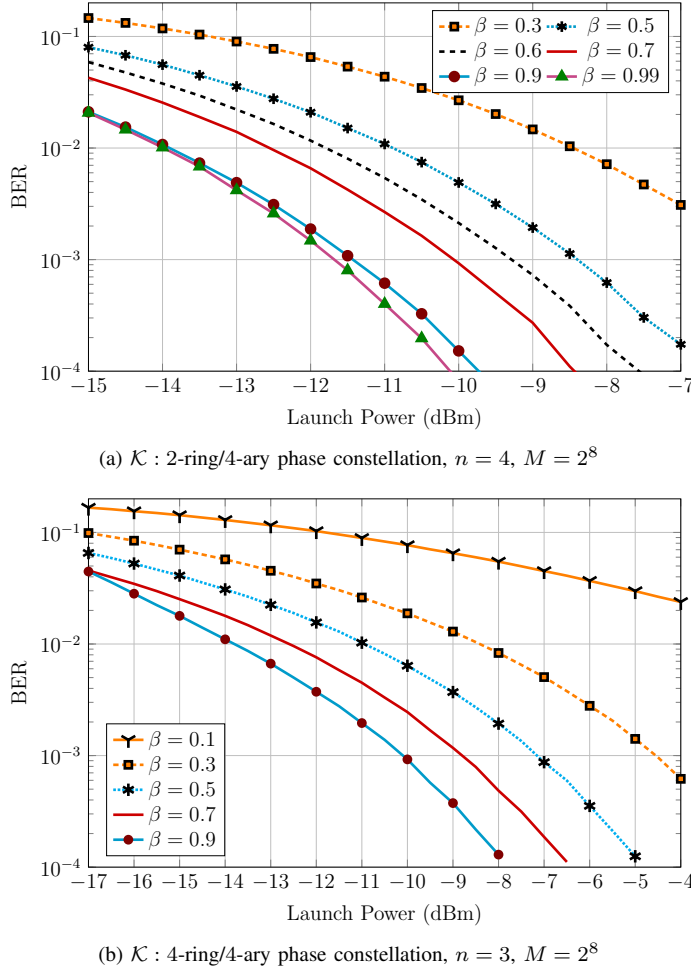 10⁻¹
10⁻²
10⁻³
10⁻⁴
BER
β = 0.3 β = 0.5
β = 0.6 β = 0.7
β = 0.9 β = 0.99
−15 −14 −13 −12 −11 −10 −9 −8 −7
Launch Power (dBm)
(a) 𝒦 : 2-ring/4-ary phase constellation, n = 4, M = 2⁸
10⁻¹
10⁻²
10⁻³
10⁻⁴
BER
β = 0.1
β = 0.3
β = 0.5
β = 0.7
β = 0.9
−17 −16 −15 −14 −13 −12 −11 −10 −9 −8 −7 −6 −5 −4
Launch Power (dBm)
(b) 𝒦 : 4-ring/4-ary phase constellation, n = 3, M = 2⁸